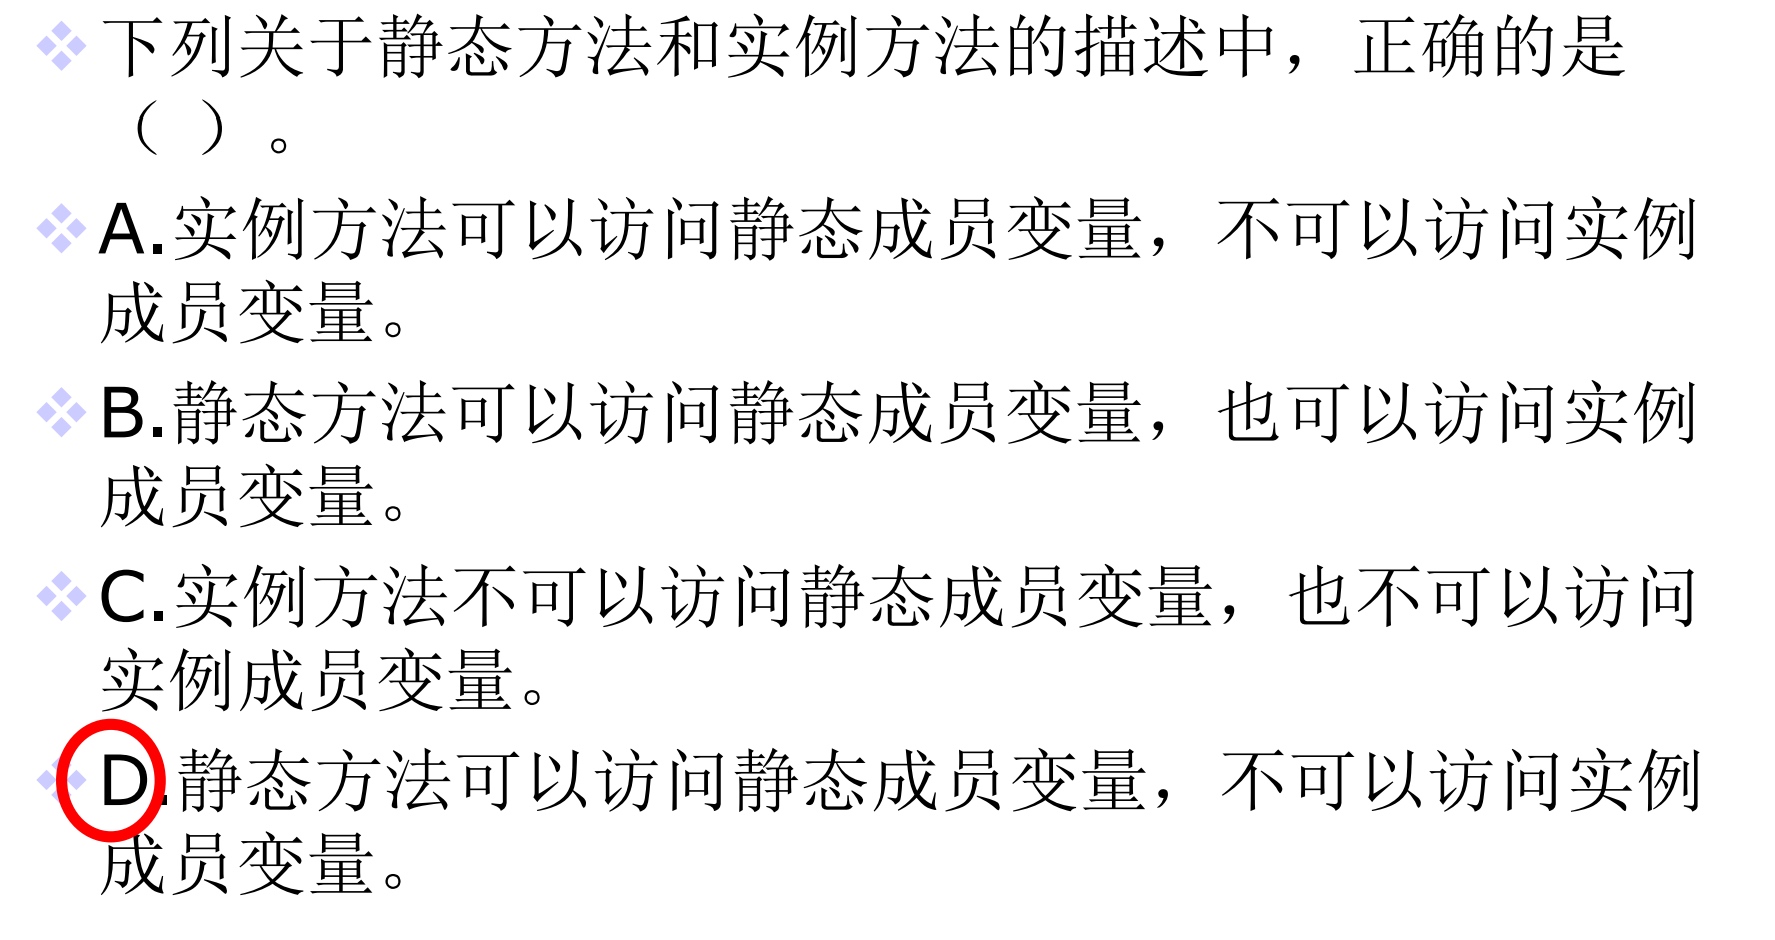 下列关于静态方法和实例方法的描述中，正确的是
（ ）。
A.实例方法可以访问静态成员变量，不可以访问实例
成员变量。
B.静态方法可以访问静态成员变量，也可以访问实例
成员变量。
C.实例方法不可以访问静态成员变量，也不可以访问
实例成员变量。
D.静态方法可以访问静态成员变量，不可以访问实例
成员变量。